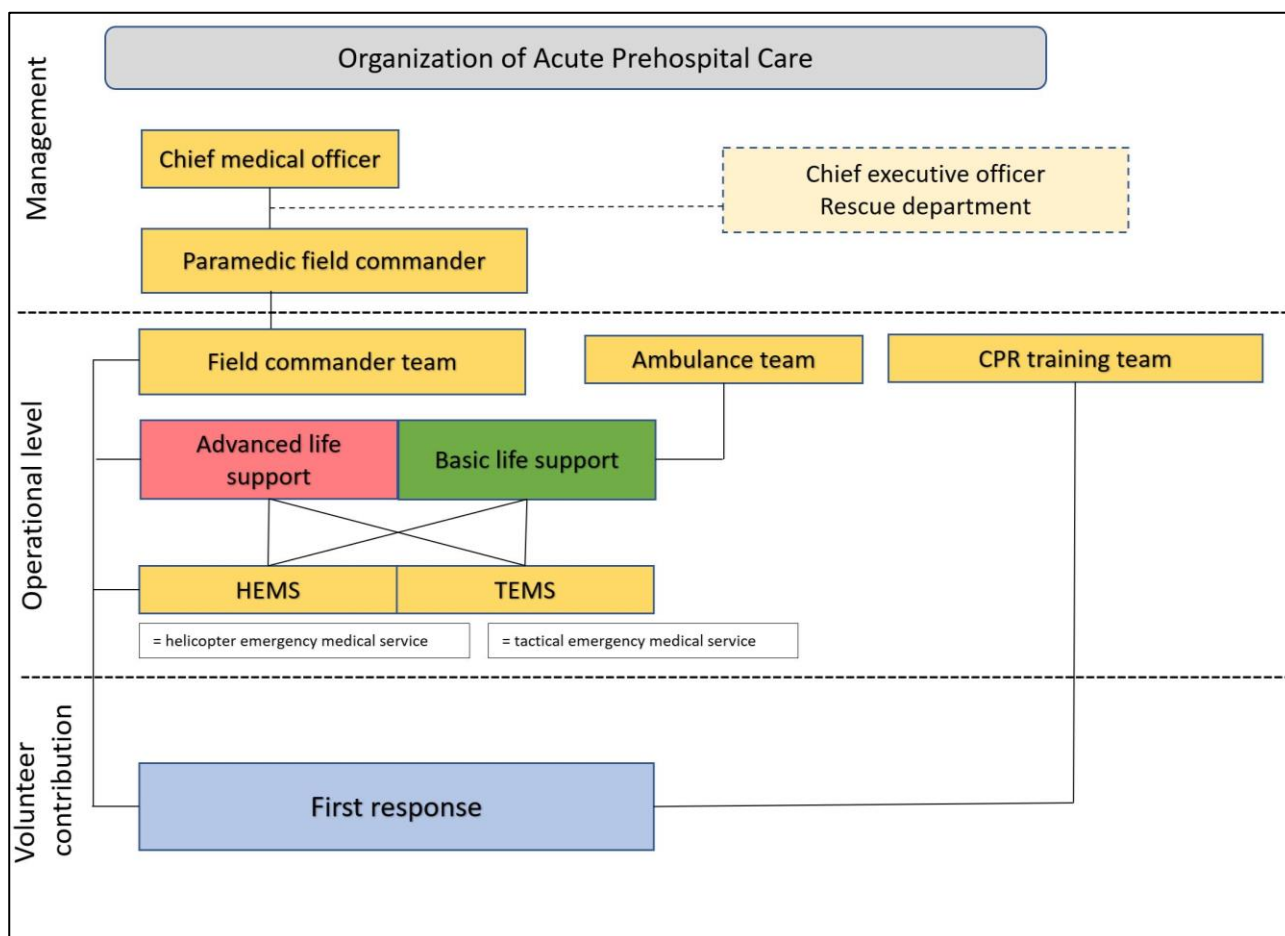 Organization of Acute Prehospital Care
Management
Chief medical officer
Chief executive officer
Rescue department
Paramedic field commander
Operational level
Field commander team
Ambulance team
CPR training team
Advanced life
support
Basic life support
HEMS
TEMS
= helicopter emergency medical service
= tactical emergency medical service
Volunteer
contribution
First response